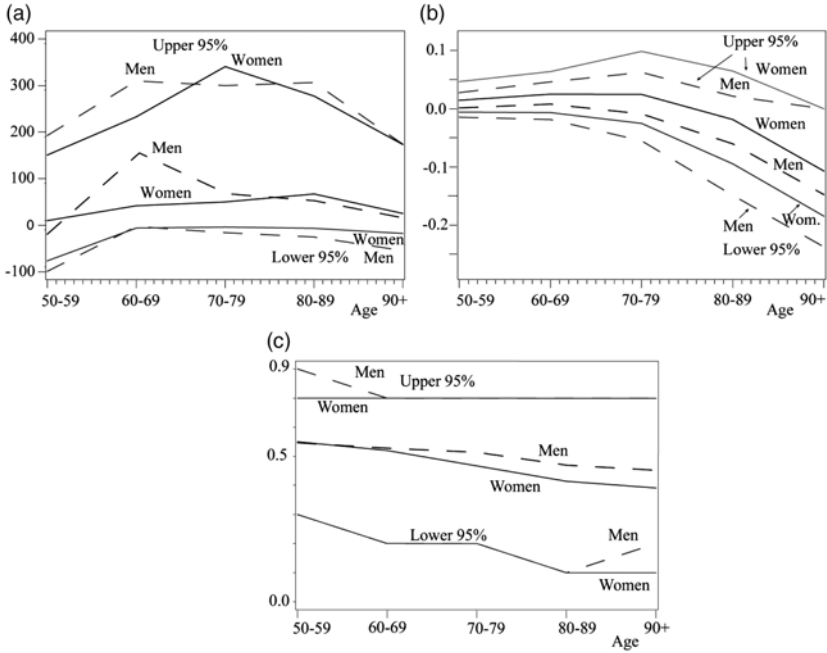 (a)
400
300
200
100
0
-100
Upper 95%
Men
Women
Men
Women
Women
Lower 95%
Men
50-59
60-69
70-79
80-89
90+
Age
(b)
0.1
0.0
-0.1
-0.2
Upper 95%
Women
Men
Women
Men
Men
Wom.
Lower 95%
50-59
60-69
70-79
80-89
90+
Age
(c)
0.9
0.5
0.0
Men
Upper 95%
Women
Men
Women
Lower 95%
Men
Women
50-59
60-69
70-79
80-89
90+
Age